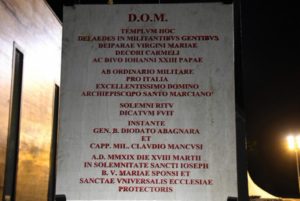 D.O.M.
TEMPLVM HOC
DELAEDES IN MILITANTIBVS GENTIBVS
DEIPARAE VIRGINI MARIAE
DECORI CARMELI
AC DIVO IOHANNI XXIII PAPAE
AB ORDINARIO MILITARE
PRO ITALIA
EXCELLENTISSIMO DOMINO
ARCHIEPISCOPO SANTO MARCIANO'
SOLEMNI RITV
DICATVM FVIT
INSTANTE
GEN. B. DIODATO ABAGNARA
ET
CAPP. MIL. CLAVDIO MANCVSI
A.D. MMXIX DIE XVIII MARTII
IN SOLEMNITATE SANCTI IOSEPH
B. V. MARIAE SPONSI ET
SANCTAE VNIVERSALIS ECCLESIAE
PROTECTORIS